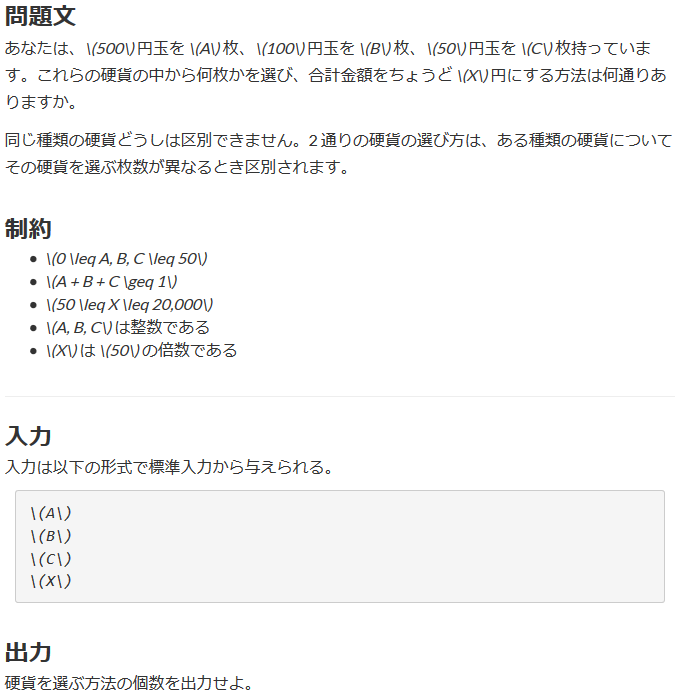 問題文
あなたは、\(500\) 円玉を \(A\) 枚、\(100\) 円玉を \(B\) 枚、\(50\) 円玉を \(C\) 枚持っていま
す。これらの硬貨の中から何枚かを選び、合計金額をちょうど \(X\) 円にする方法は何通りあ
りますか。
同じ種類の硬貨どうしは区別できません。2 通りの硬貨の選び方は、ある種類の硬貨について
その硬貨を選ぶ枚数が異なるとき区別されます。
制約
• \(0 \leq A, B, C \leq 50\)
• \(A + B + C \geq 1\)
• \(50 \leq X \leq 20,000\)
• \(A, B, C\) は整数である
• \(X\) は \(50\) の倍数である
入力
入力は以下の形式で標準入力から与えられる。
\(A\)
\(B\)
\(C\)
\(X\)
出力
硬貨を選ぶ方法の個数を出力せよ。